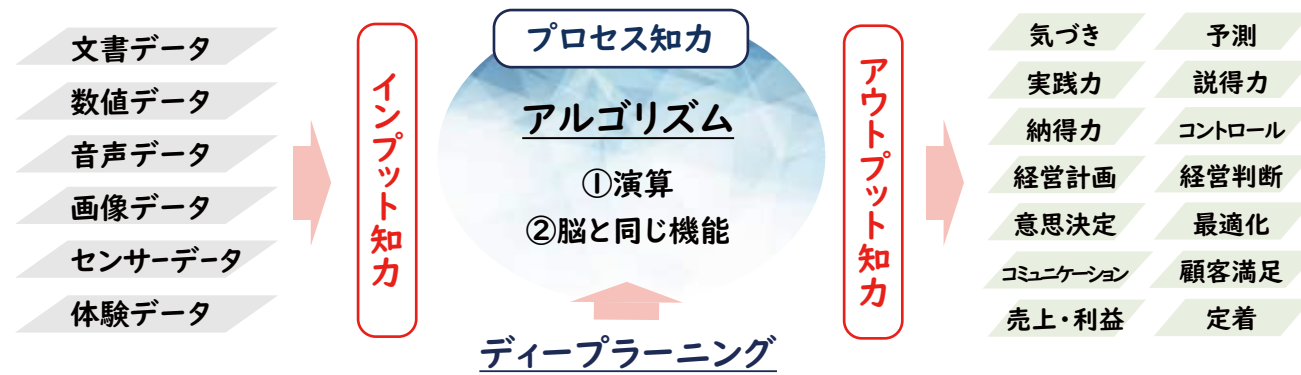 文書データ
数値データ
音声データ
画像データ
センサーデータ
体験データ
インプット知力
プロセス知力
アルゴリズム
①演算
②脳と同じ機能
ディープラーニング
アウトプット知力
気づき
予測
実践力
説得力
納得力
コントロール
経営計画
経営判断
意思決定
最適化
コミュニケーション
顧客満足
売上・利益
定着